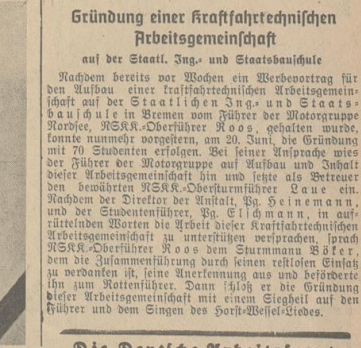 Gründung einer Kraftfahrtechnischen
Arbeitsgemeinschaft
auf der Staatl. Ing.- und Staatsbauschule
Nachdem bereits vor Wochen ein Werbevortrag für
den Aufbau einer kraftfahrtechnischen Arbeitsgemein-
schaft auf der Staatlichen Ing.- und Staats-
bauschule in Bremen vom Führer der Motorgruppe
Nordsee, NSKK.-Oberführer Roos, gehalten wurde,
konnte nunmehr vorgestern, am 20. Juni, die Gründung
mit 70 Studenten erfolgen. Bei seiner Ansprache wies
der Führer der Motorgruppe auf Aufbau und Inhalt
dieser Arbeitsgemeinschaft hin und setzte als Betreuer
den bewährten NSKK.-Obersturmführer Laue ein.
Nachdem der Direktor der Anstalt, Pg. Heinemann,
und der Studentenführer, Pg. Elschmann, in auf-
rüttelnden Worten die Arbeit dieser Kraftfahrtechnischen
Arbeitsgemeinschaft zu unterstützen versprachen, sprach
NSKK.-Oberführer Roos dem Sturmmann Böker,
dem die Zusammenführung durch seinen restlosen Einsatz
zu verdanken ist, seine Anerkennung aus und beförderte
ihn zum Rottenführer. Dann schloß er die Gründung
dieser Arbeitsgemeinschaft mit einem Siegheil auf den
Führer und dem Singen des Horst-Wessel-Liedes.